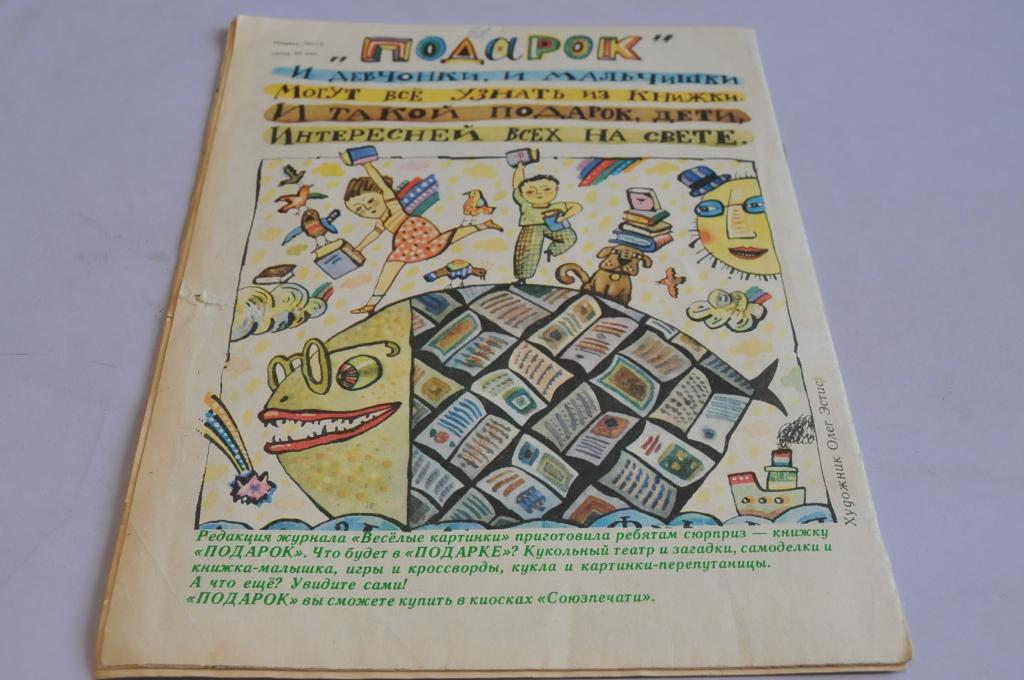 „ПОДАРОК"
И ДЕВЧОНКИ, И МАЛЬЧИШКИ
МОГУТ ВСЁ УЗНАТЬ ИЗ КНИЖКИ.
И ТАКОЙ ПОДАРОК, ДЕТИ,
ИНТЕРЕСНЕЙ ВСЕХ НА СВЕТЕ.
Художник Олег Эстис.
Редакция журнала «Весёлые картинки» приготовила ребятам сюрприз — книжку
«ПОДАРОК». Что будет в «ПОДАРКЕ»? Кукольный театр и загадки, самоделки и
книжка-малышка, игры и кроссворды, кукла и картинки-перепутаницы.
А что ещё? Увидите сами!
«ПОДАРОК» вы сможете купить в киосках «Союзпечати».